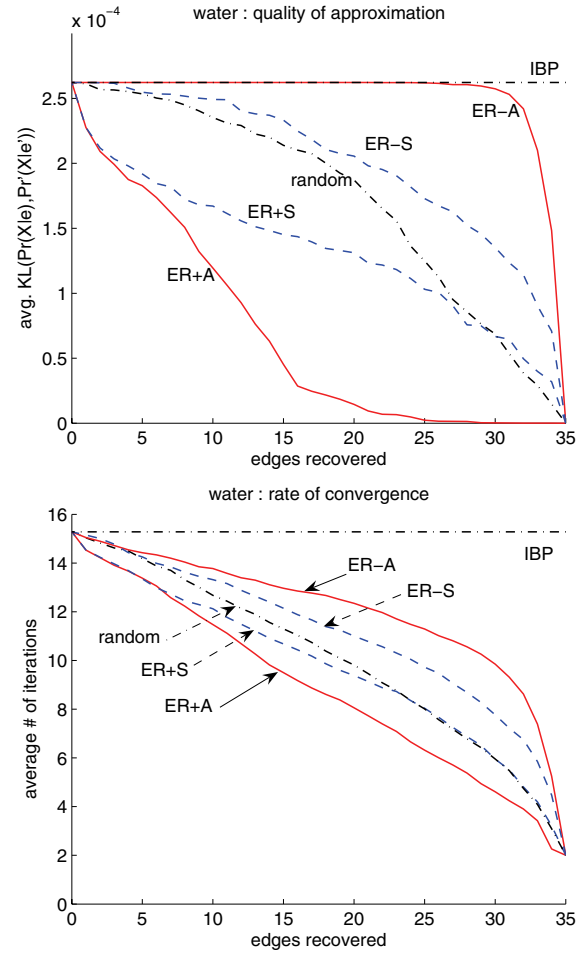 water : quality of approximation
x 10⁻⁴
IBP
2.5
ER−A
ER−S
2
random
ER+S
1.5
ER+A
1
0.5
0
avg. KL(Pr(X|e),Pr'(X|e'))
0 5 10 15 20 25 30 35
edges recovered
water : rate of convergence
16
IBP
14
ER−A
ER−S
12
random
10
ER+S
ER+A
8
6
4
2
0
average # of iterations
0 5 10 15 20 25 30 35
edges recovered